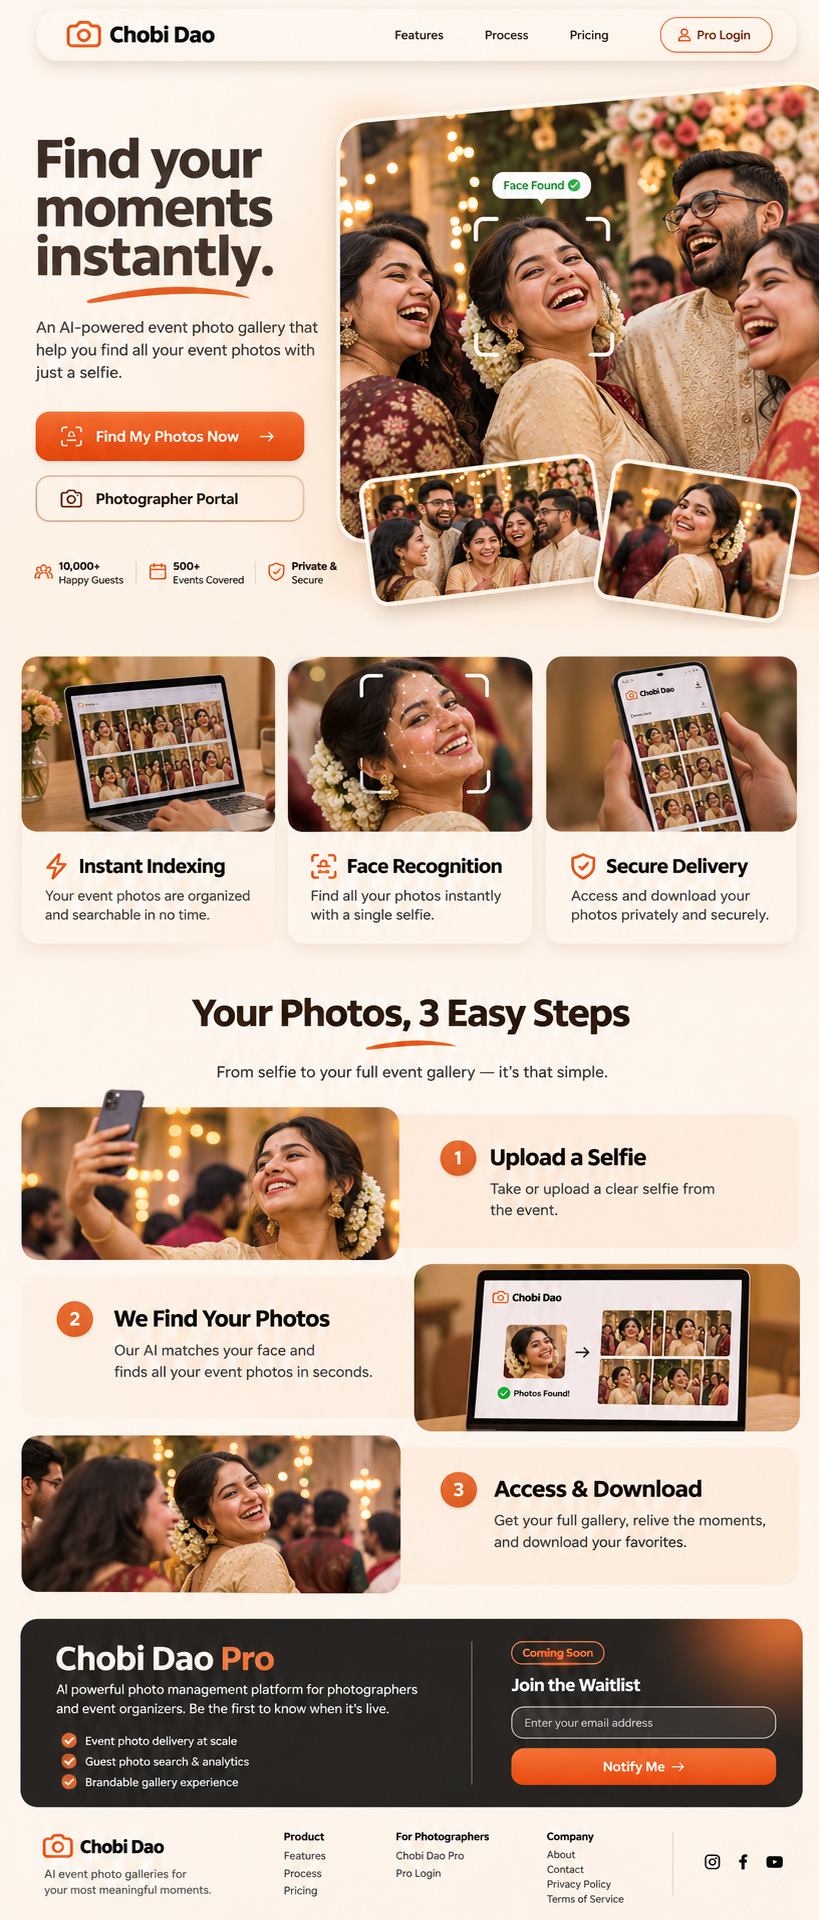 Chobi Dao
Features
Process
Pricing
Pro Login
Find your
moments
instantly.
An AI-powered event photo gallery that
help you find all your event photos with
just a selfie.
Find My Photos Now →
Photographer Portal
10,000+
Happy Guests
500+
Events Covered
Private &
Secure
Face Found
Chobi Dao
Instant Indexing
Your event photos are organized
and searchable in no time.
Face Recognition
Find all your photos instantly
with a single selfie.
Secure Delivery
Access and download your
photos privately and securely.
Your Photos, 3 Easy Steps
From selfie to your full event gallery — it's that simple.
1
Upload a Selfie
Take or upload a clear selfie from
the event.
2
We Find Your Photos
Our AI matches your face and
finds all your event photos in seconds.
Chobi Dao
Photos Found!
3
Access & Download
Get your full gallery, relive the moments,
and download your favorites.
Chobi Dao Pro
AI powerful photo management platform for photographers
and event organizers. Be the first to know when it's live.
Event photo delivery at scale
Guest photo search & analytics
Brandable gallery experience
Coming Soon
Join the Waitlist
Enter your email address
Notify Me →
Chobi Dao
AI event photo galleries for
your most meaningful moments.
Product
Features
Process
Pricing
For Photographers
Chobi Dao Pro
Pro Login
Company
About
Contact
Privacy Policy
Terms of Service